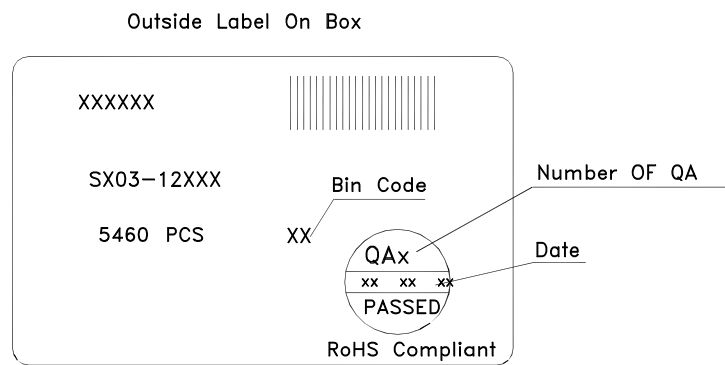 Outside Label On Box
XXXXXX
SX03-12XXX
Bin Code
Number OF QA
5460 PCS
XX
QAx
Date
xx xx xx
PASSED
RoHS Compliant